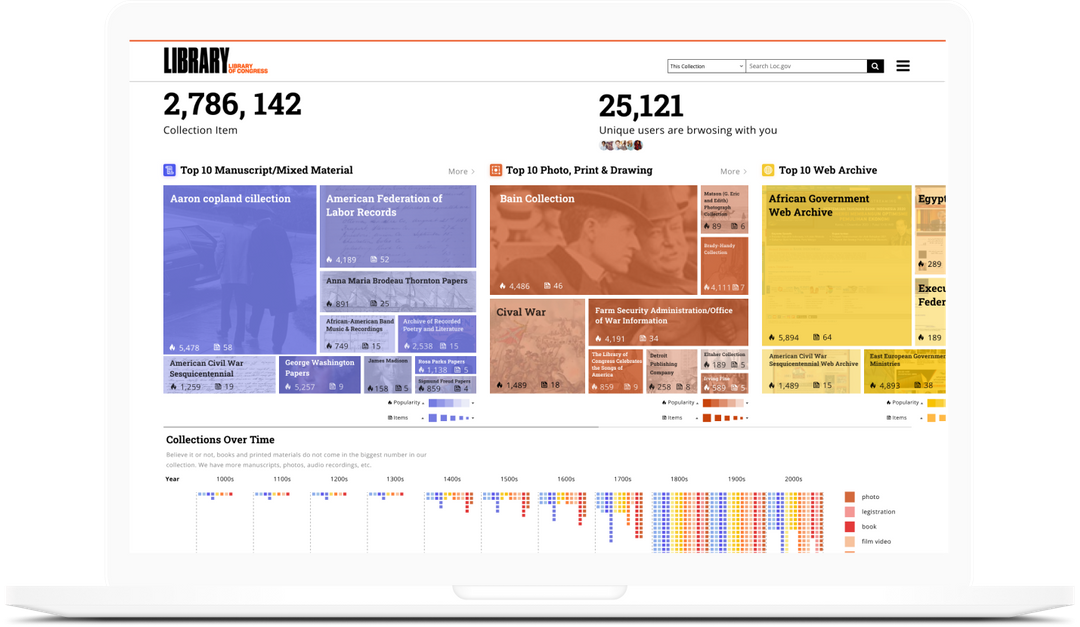 LIBRARY
LIBRARY
OF CONGRESS
This Collection
Search Loc.gov
2,786, 142
Collection Item
25,121
Unique users are brwosing with you
Top 10 Manuscript/Mixed Material
More
Aaron copland cillection
5,478 58
American Federation of
Labor Records
4,189 52
Anna Maria Brodeau Thornton Papers
891 25
African-American Band
Music & Recordings
749 15
Archive of Recorded
Poetry and Literature
2,538 15
American Civil War
Sesquicentennial
1,259 19
George Washington
Papers
5,257 9
James Madison
158 5
Rosa Parks Papers
1,138 5
Sigmund Freud Papers
859 4
Popularity
Items
Top 10 Photo, Print & Drawing
More
Bain Collection
4,486 46
Matson (G. Eric
and Edith)
Photograph
Collection
89 6
Brady-Handy
Collection
4,111 7
Cival War
1,489 18
Farm Security Administration/Office
of War Information
4,191 34
The Library of
Congress Celebrates
the Songs of
America
859 9
Detroit
Publishing
Company
258 8
Collection
189 5
589 5
Popularity
Items
Top 10 Web Archive
African Government
Web Archive
5,894 64
Egypt
289
Execu
Feder
189
American Civil War
Sesquicentennial Web Archive
1,489 15
East European Governme
Ministries
4,893 38
Popularity
Items
Collections Over Time
Believe it or not, books and printed materials do not come in the biggest number in our
collection. We have more manuscripts, photos, audio recordings, etc.
Year 1000s 1100s 1200s 1300s 1400s 1500s 1600s 1700s 1800s 1900s 2000s
photo
legistration
book
film video